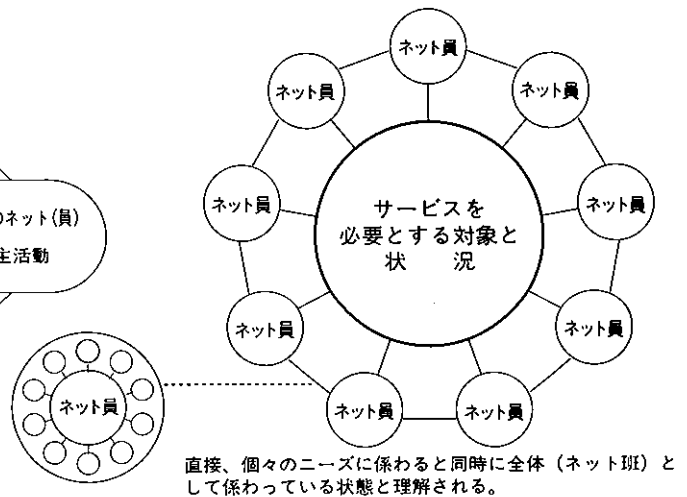 ネット員
ネット員
ネット員
ネット員
ネット員
サービスを
必要とする対象と
状　況
のネット(員)
主活動
ネット員
ネット員
ネット員
ネット員
ネット員
直接、個々のニーズに係わると同時に全体（ネット班）と
して係わっている状態と理解される。